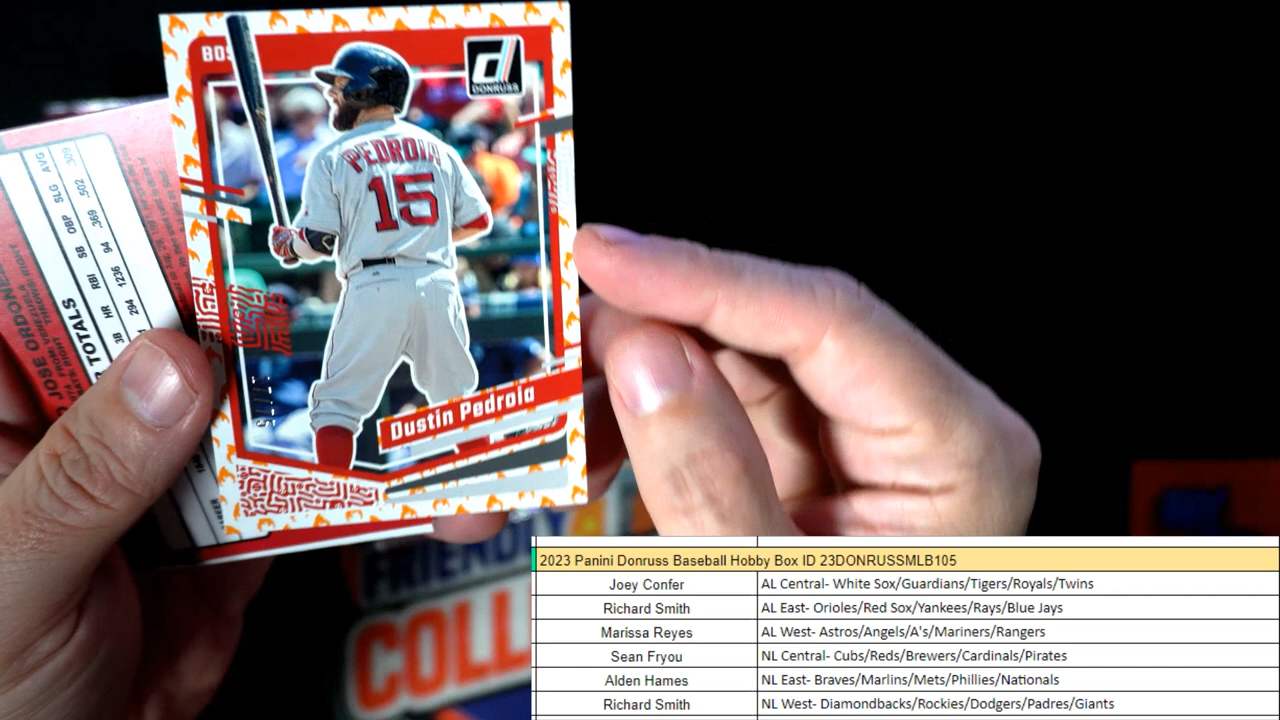 BOS
DONRUSS
PEDROIA
15
Dustin Pedroia
JOSE ORDONE
TOTALS
3B HR RBI SB OBP SLG AVG
294 1236 94 .369 .502 .309
FRIENDLY
COLL
2023 Panini Donruss Baseball Hobby Box ID 23DONRUSSMLB105
Joey Confer AL Central- White Sox/Guardians/Tigers/Royals/Twins
Richard Smith AL East- Orioles/Red Sox/Yankees/Rays/Blue Jays
Marissa Reyes AL West- Astros/Angels/A's/Mariners/Rangers
Sean Fryou NL Central- Cubs/Reds/Brewers/Cardinals/Pirates
Alden Hames NL East- Braves/Marlins/Mets/Phillies/Nationals
Richard Smith NL West- Diamondbacks/Rockies/Dodgers/Padres/Giants